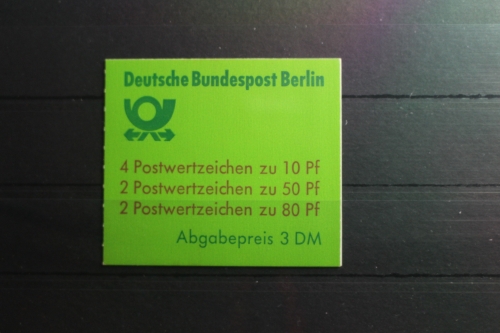 Deutsche Bundespost Berlin
4 Postwertzeichen zu 10 Pf
2 Postwertzeichen zu 50 Pf
2 Postwertzeichen zu 80 Pf
Abgabepreis 3 DM